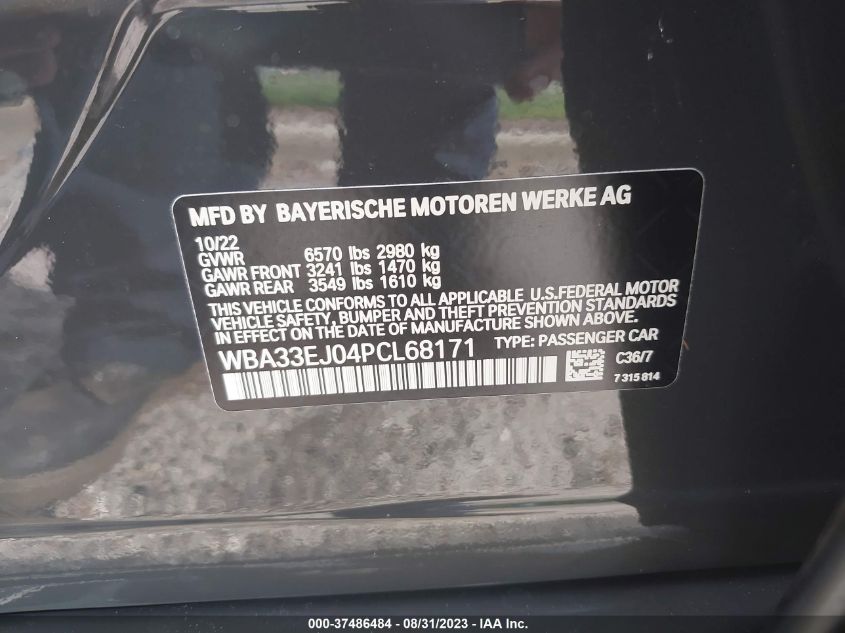 MFD BY BAYERISCHE MOTOREN WERKE AG
10/22
GVWR 6570 lbs 2980 kg
GAWR FRONT 3241 lbs 1470 kg
GAWR REAR 3549 lbs 1610 kg
THIS VEHICLE CONFORMS TO ALL APPLICABLE U.S.FEDERAL MOTOR
VEHICLE SAFETY, BUMPER AND THEFT PREVENTION STANDARDS
IN EFFECT ON THE DATE OF MANUFACTURE SHOWN ABOVE.
WBA33EJ04PCL68171 TYPE: PASSENGER CAR
C36/7
7315814
000-37486484 - 08/31/2023 - IAA Inc.